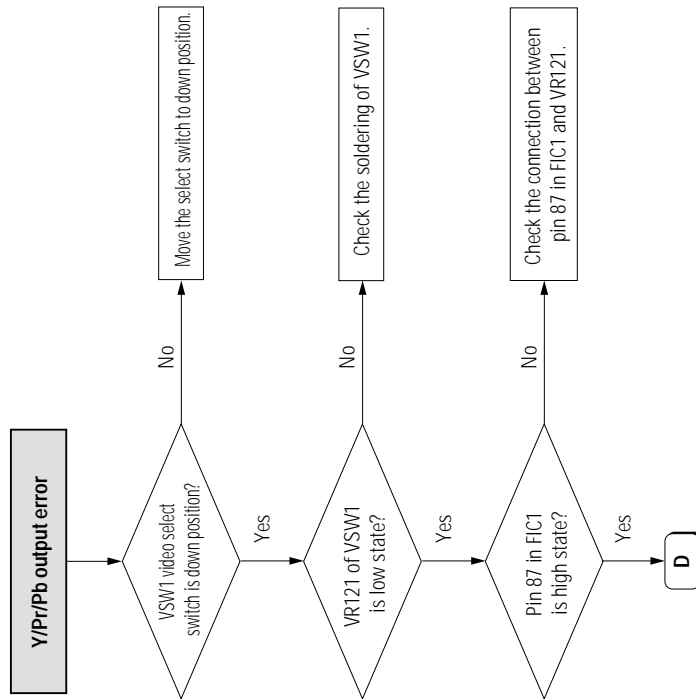 Y/Pr/Pb output error
VSW1 video select
switch is down position?
No
Move the select switch to down position.
Yes
VR121 of VSW1
is low state?
No
Check the soldering of VSW1.
Yes
Pin 87 in FIC1
is high state?
No
Check the connection between
pin 87 in FIC1 and VR121.
Yes
D